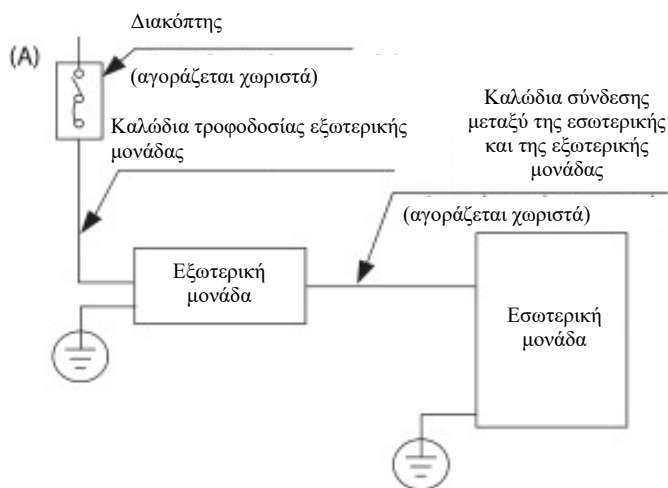 Διακόπτης
(A)
(αγοράζεται χωριστά)
Καλώδια τροφοδοσίας εξωτερικής
μονάδας
Καλώδια σύνδεσης
μεταξύ της εσωτερικής
και της εξωτερικής
μονάδας
(αγοράζεται χωριστά)
Εξωτερική
μονάδα
Εσωτερική
μονάδα